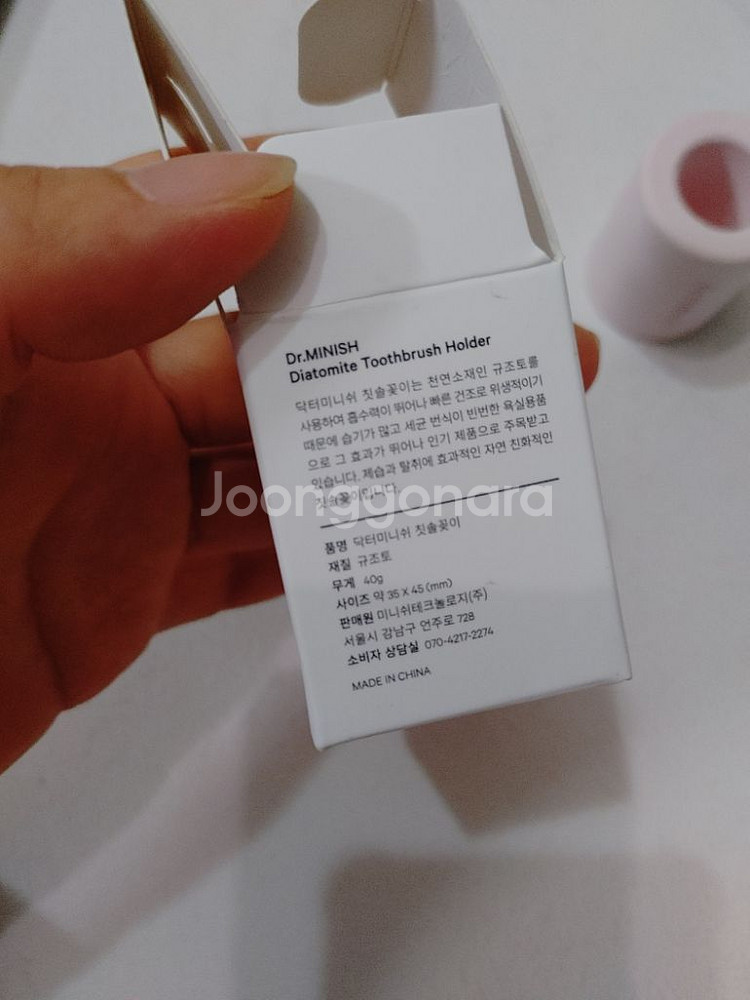 Dr.MINISH
Diatomite Toothbrush Holder
닥터미니쉬 칫솔꽂이는 천연소재인 규조토를
사용하여 흡수력이 뛰어나 빠른 건조로 위생적이기
때문에 습기가 많고 세균 번식이 빈번한 욕실용품
으로 그 효과가 뛰어나 인기 제품으로 주목받고
있습니다. 제습과 탈취에 효과적인 자연 친화적인
칫솔꽂이입니다.
Joonggonara
품명 닥터미니쉬 칫솔꽂이
재질 규조토
무게 40g
사이즈 약 35 X 45 (mm)
판매원 미니쉬테크놀로지(주)
서울시 강남구 언주로 728
소비자 상담실 070-4217-2274
MADE IN CHINA